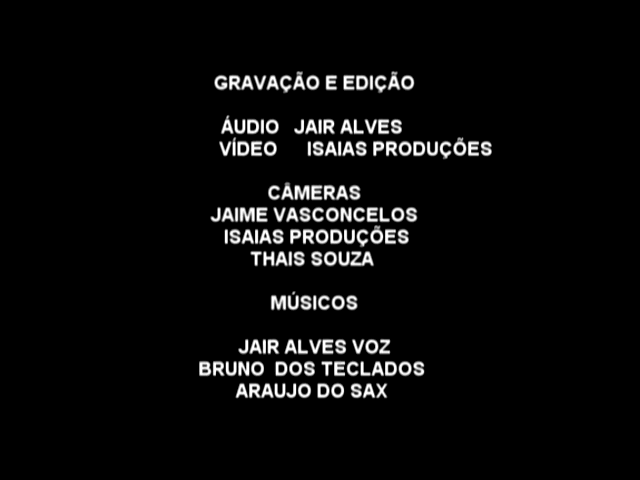 GRAVAÇÃO E EDIÇÃO
ÁUDIO JAIR ALVES
VÍDEO ISAIAS PRODUÇÕES
CÂMERAS
JAIME VASCONCELOS
ISAIAS PRODUÇÕES
THAIS SOUZA
MÚSICOS
JAIR ALVES VOZ
BRUNO DOS TECLADOS
ARAUJO DO SAX